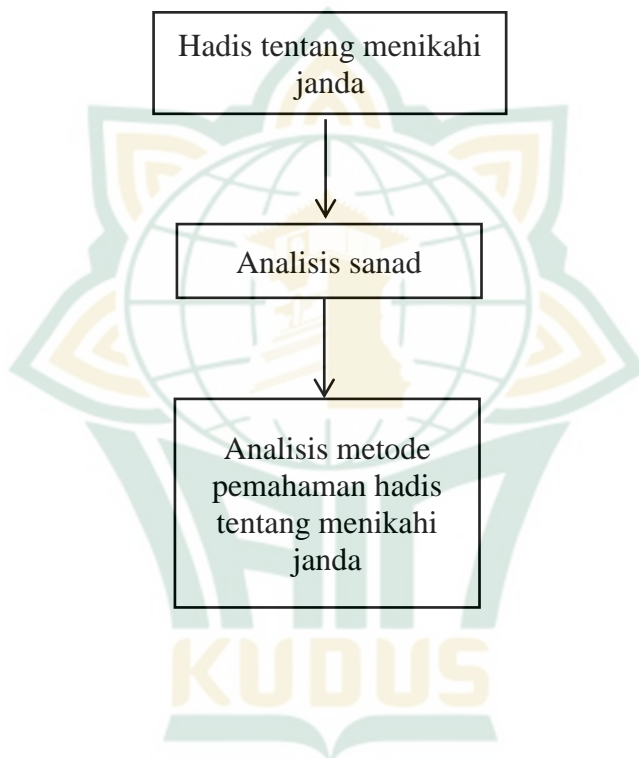 Hadis tentang menikahi
janda
Analisis sanad
Analisis metode
pemahaman hadis
tentang menikahi
janda
KUDUS